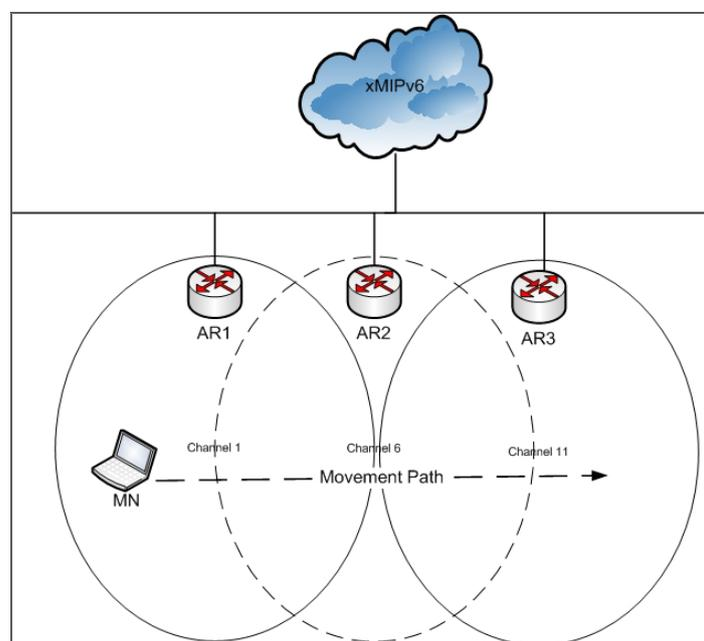 xMIPv6
AR1
AR2
AR3
Channel 1
Channel 6
Channel 11
Movement Path
MN